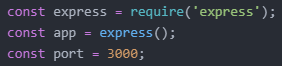 const express = require('express');
const app = express();
const port = 3000;